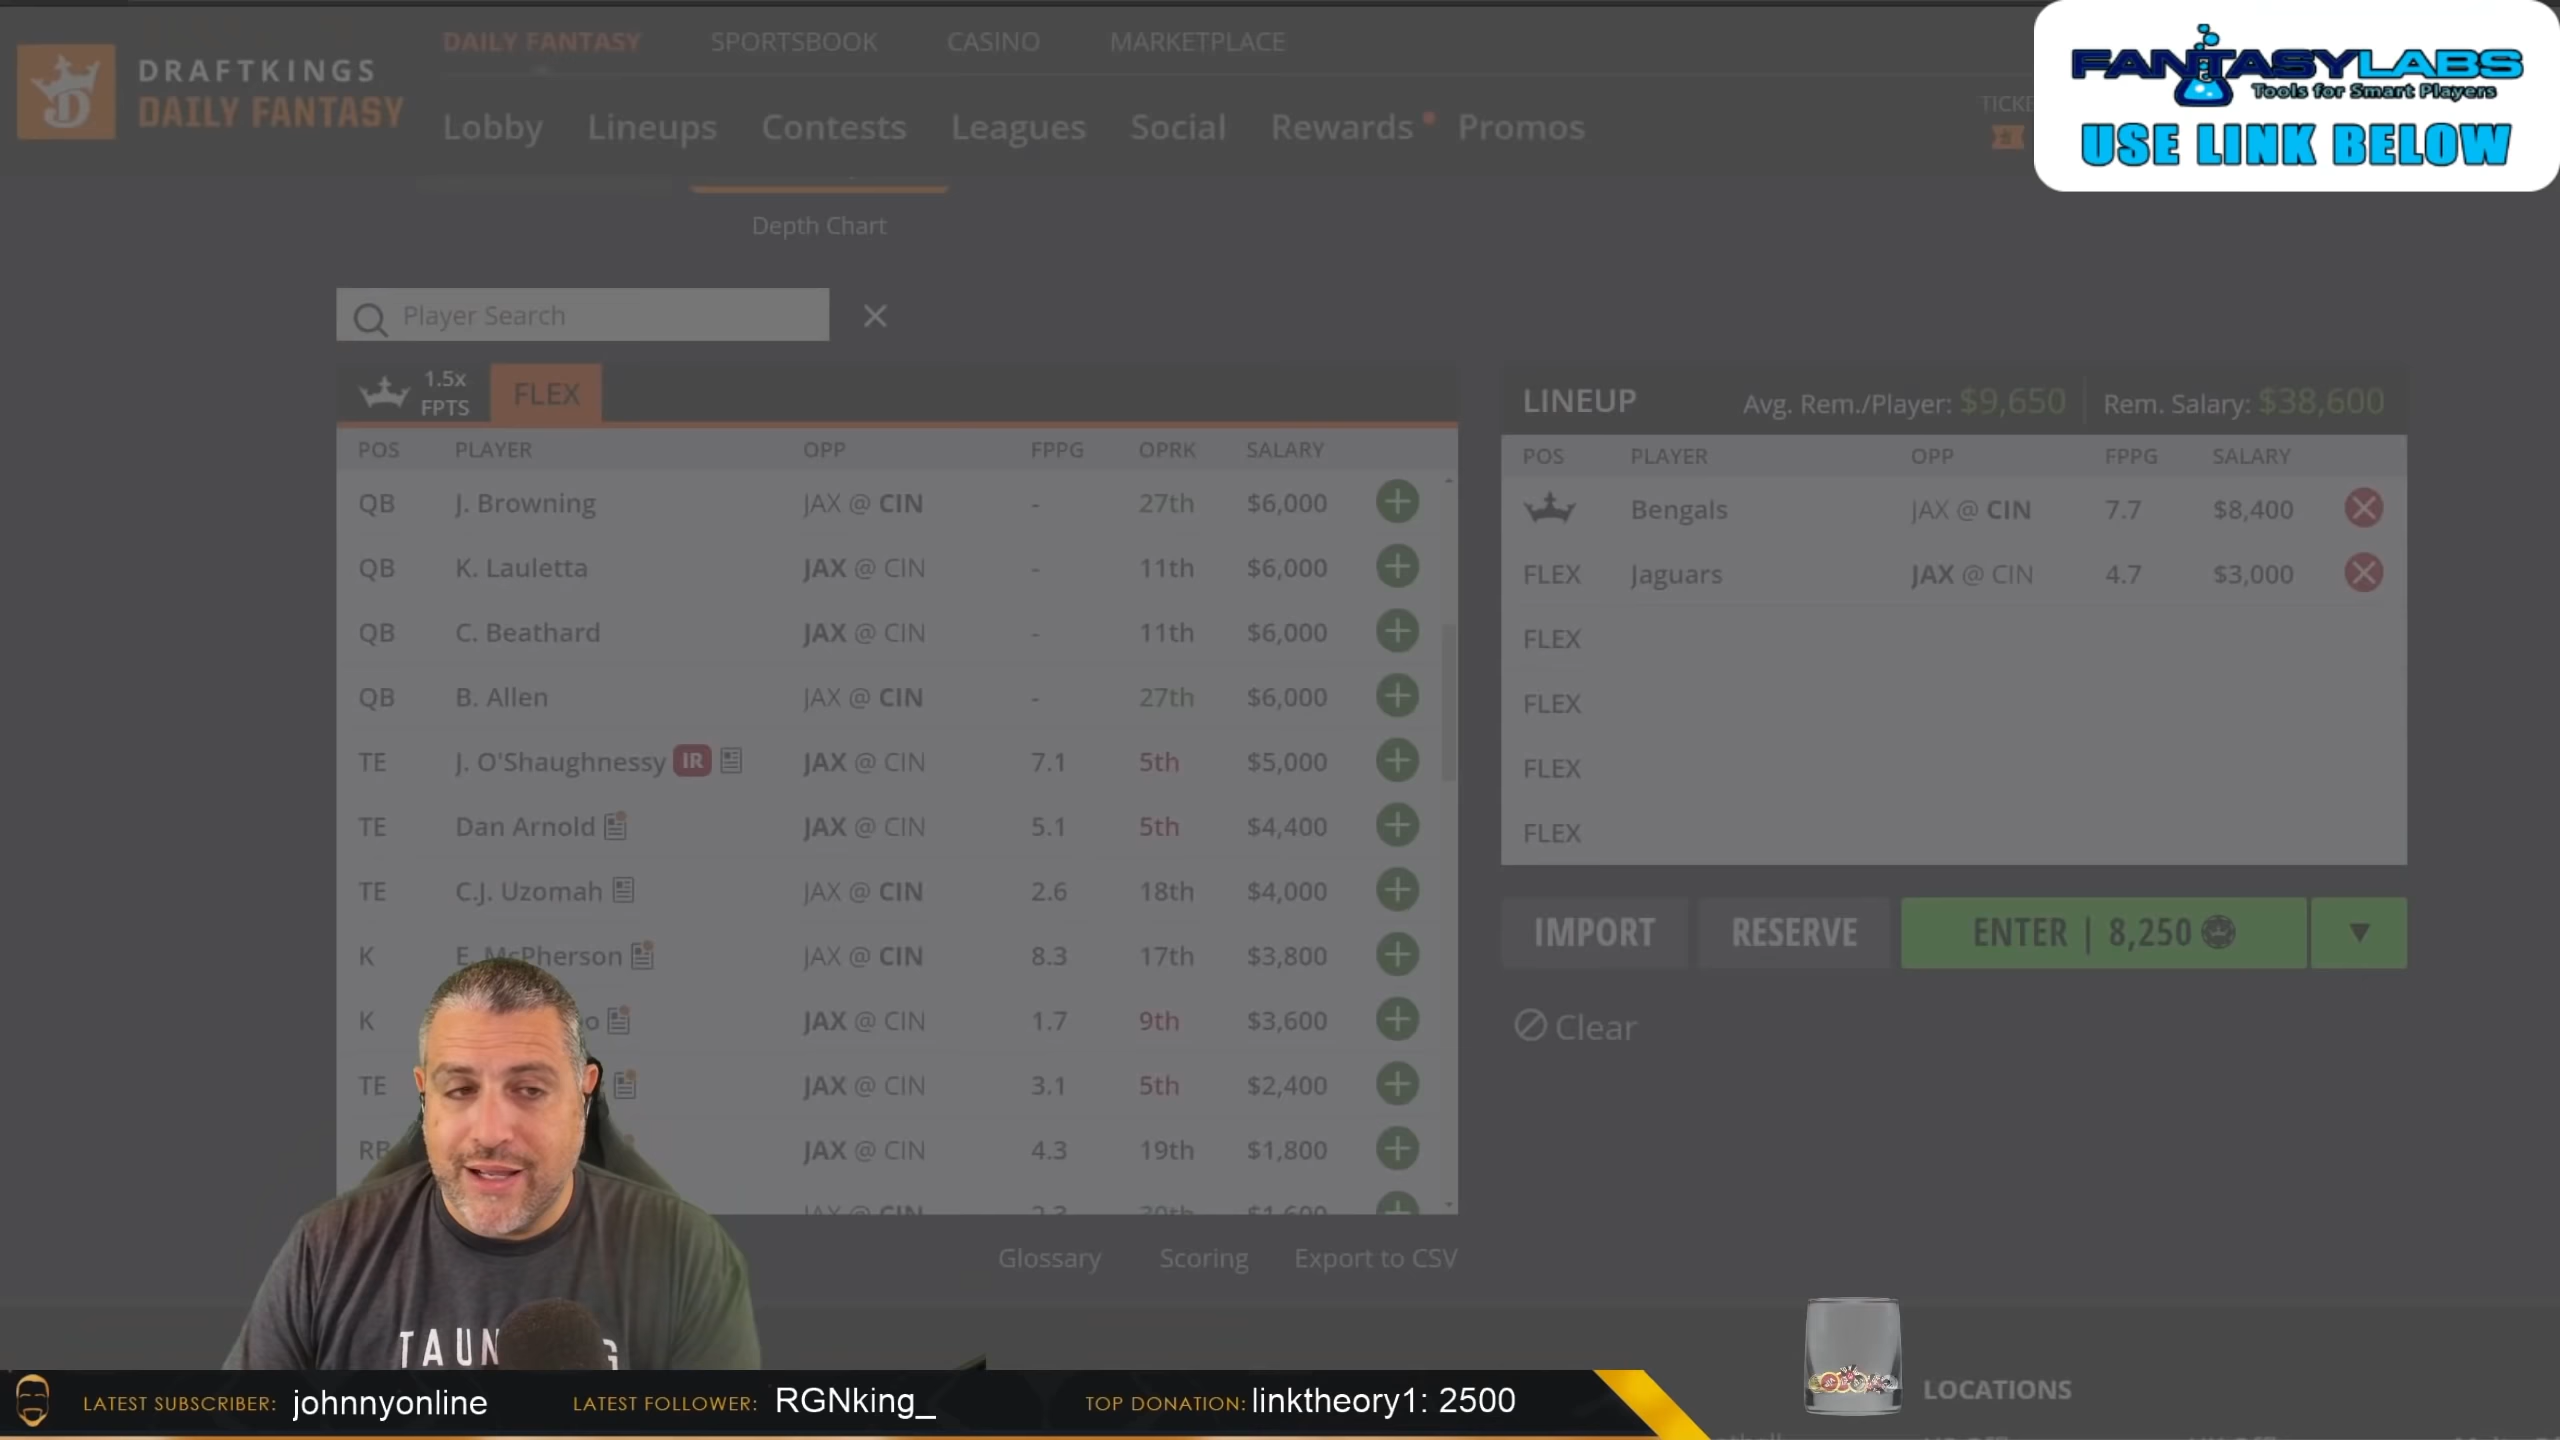 DAILY FANTASY SPORTSBOOK CASINO MARKETPLACE
DRAFTKINGS
DAILY FANTASY
Lobby Lineups Contests Leagues Social Rewards Promos
FANTASYLABS
Tools for Smart Players
USE LINK BELOW
Depth Chart
Player Search
1.5x
FPTS
FLEX
POS PLAYER OPP FPPG OPRK SALARY
QB J. Browning JAX @ CIN - 27th $6,000
QB K. Lauletta JAX @ CIN - 11th $6,000
QB C. Beathard JAX @ CIN - 11th $6,000
QB B. Allen JAX @ CIN - 27th $6,000
TE J. O'Shaughnessy IR JAX @ CIN 7.1 5th $5,000
TE Dan Arnold JAX @ CIN 5.1 5th $4,400
TE C.J. Uzomah JAX @ CIN 2.6 18th $4,000
K E. McPherson JAX @ CIN 8.3 17th $3,800
K JAX @ CIN 1.7 9th $3,600
TE JAX @ CIN 3.1 5th $2,400
RB JAX @ CIN 4.3 19th $1,800
Glossary Scoring Export to CSV
LINEUP Avg. Rem./Player: $9,650 Rem. Salary: $38,600
POS PLAYER OPP FPPG SALARY
Bengals JAX @ CIN 7.7 $8,400
FLEX Jaguars JAX @ CIN 4.7 $3,000
FLEX
FLEX
FLEX
FLEX
IMPORT RESERVE ENTER | 8,250
Clear
LATEST SUBSCRIBER: johnnyonline LATEST FOLLOWER: RGNking_ TOP DONATION: linktheory1: 2500
LOCATIONS